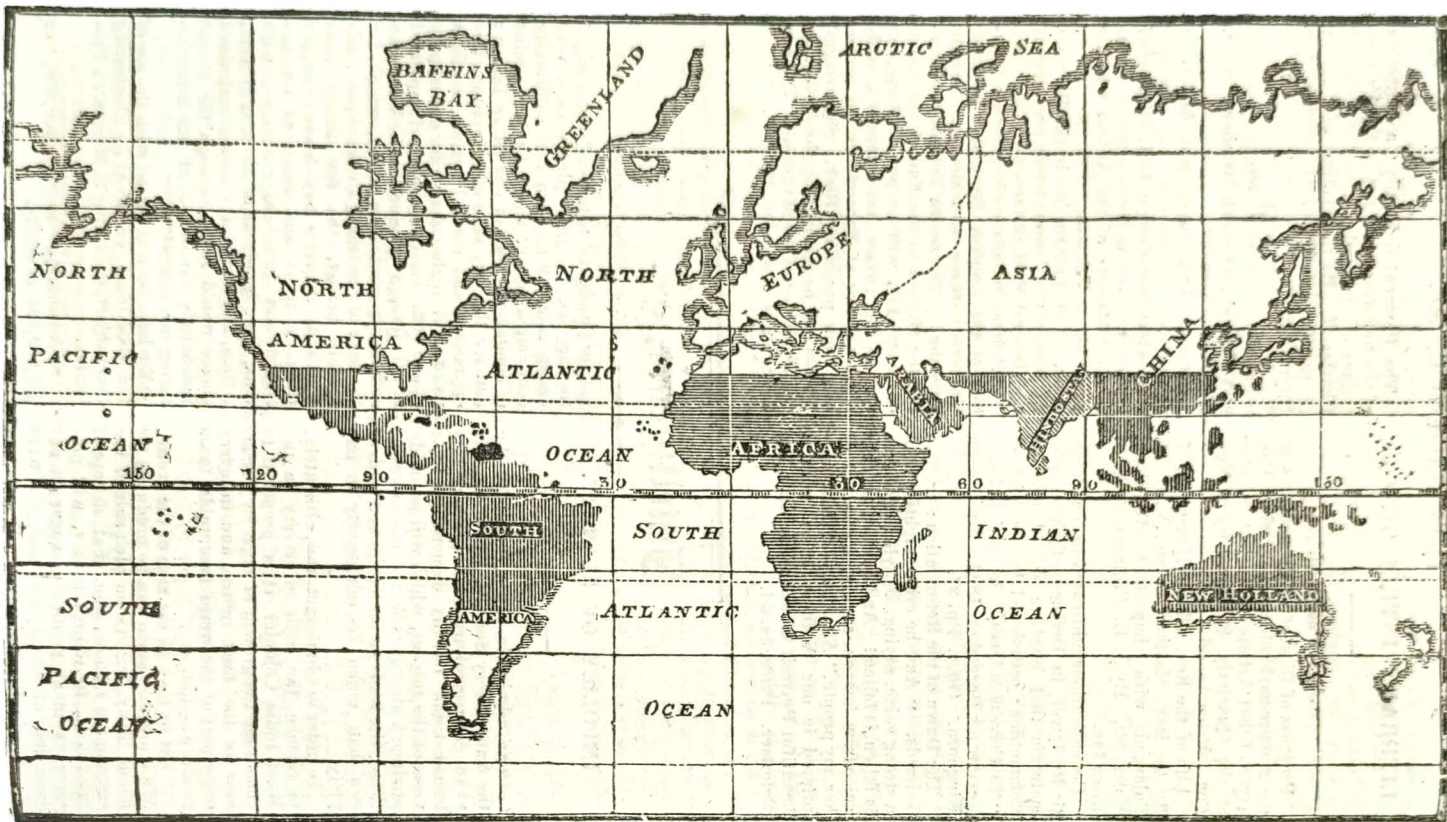 ARCTIC SEA
BAFFINS
BAY
GREENLAND
NORTH
NORTH
NORTH
EUROPE
ASIA
PACIFIC
AMERICA
ATLANTIC
ARABIA
CHINA
OCEAN
OCEAN
AFRICA
150
120
90
30
30
60
90
150
SOUTH
SOUTH
INDIAN
SOUTH
AMERICA
ATLANTIC
OCEAN
NEW HOLLAND
PACIFIC
OCEAN
OCEAN